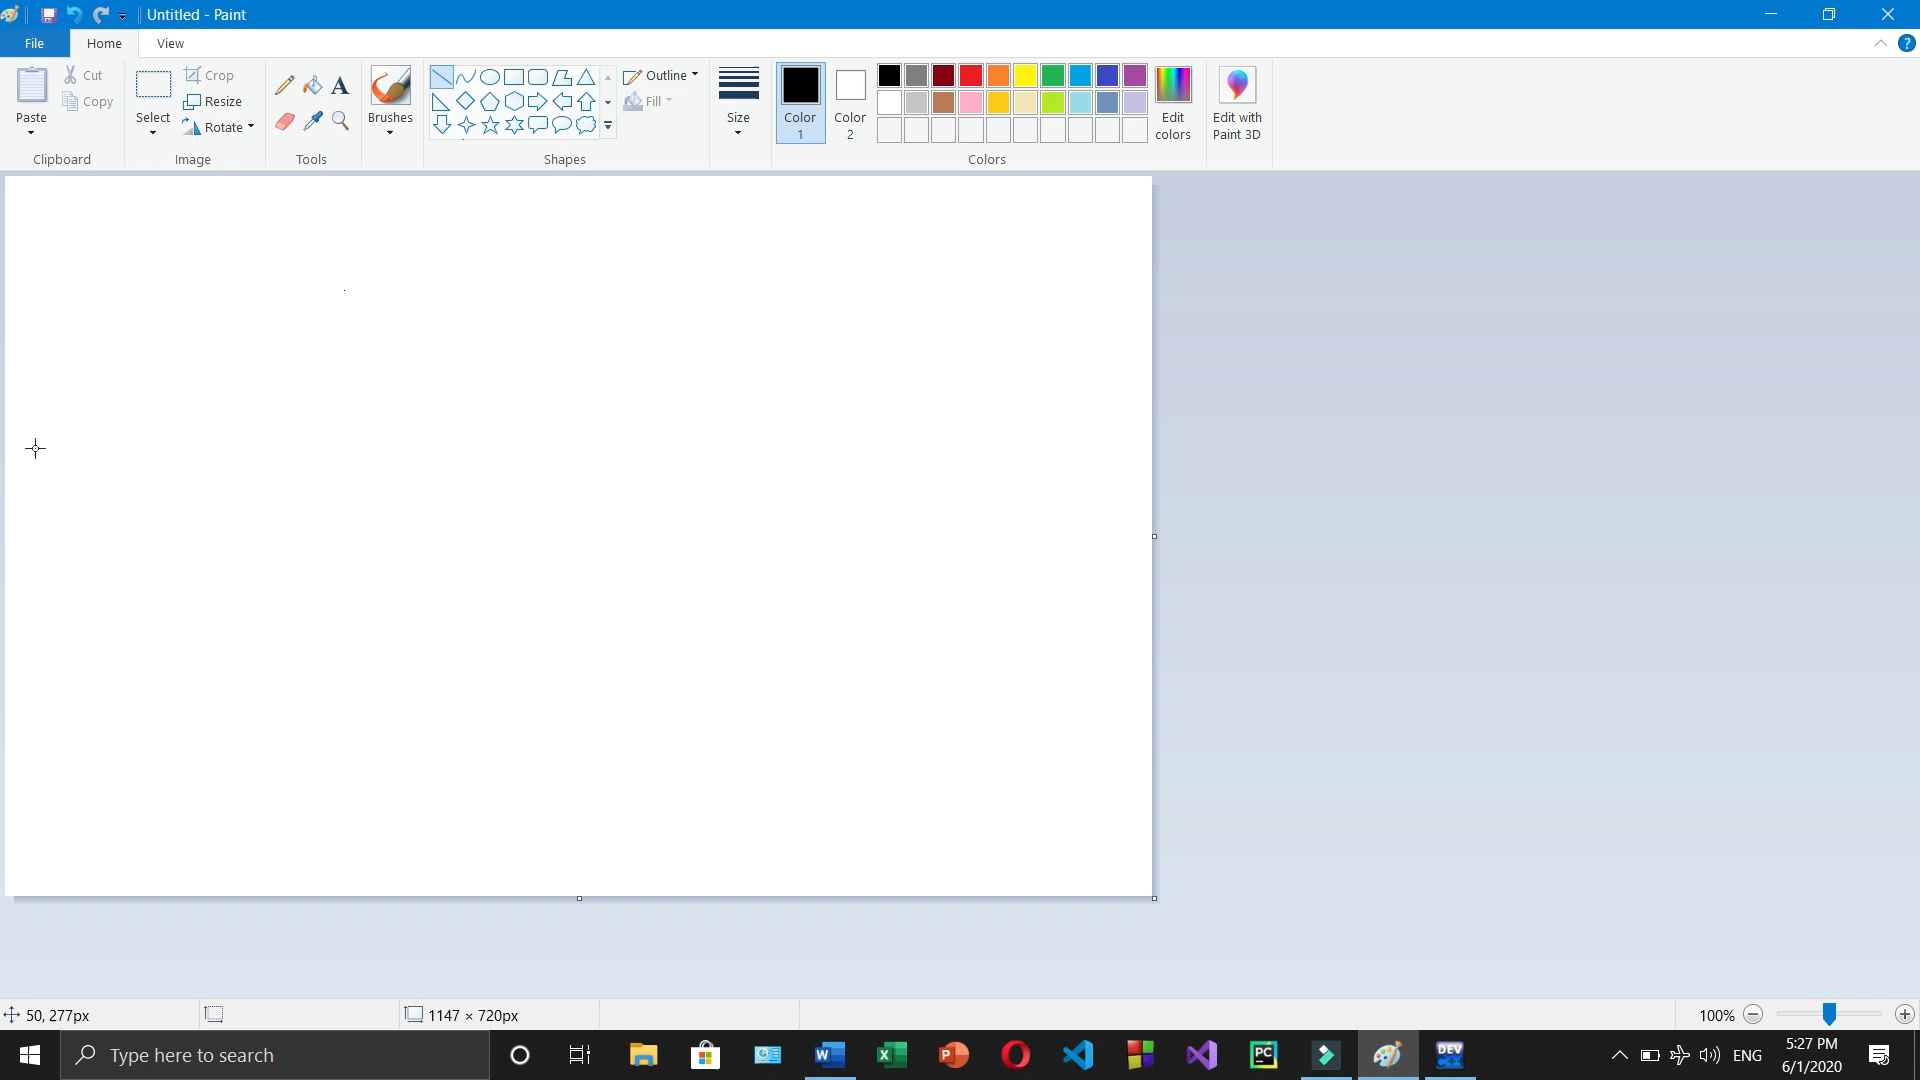 Untitled - Paint
File Home View
Paste
Cut
Copy
Clipboard
Select
Crop
Resize
Rotate
Image
A
Tools
Brushes
Shapes
Outline
Fill
Size
Color 1
Color 2
Colors
Edit colors
Edit with Paint 3D
50, 277px
1147 × 720px
100%
Type here to search
W
X
P
PC
DEV
C++
ENG
5:27 PM
6/1/2020